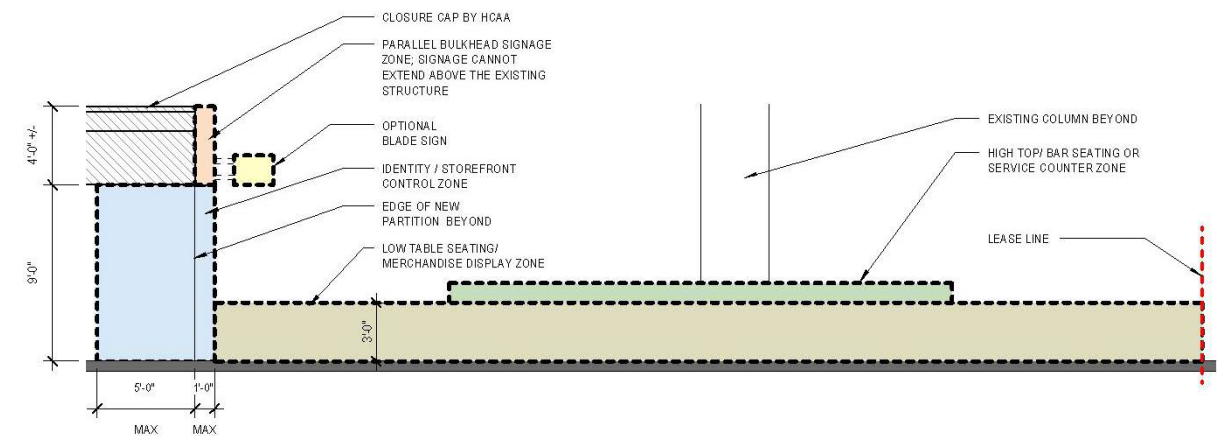 CLOSURE CAP BY HCAA
PARALLEL BULKHEAD SIGNAGE
ZONE; SIGNAGE CANNOT
EXTEND ABOVE THE EXISTING
STRUCTURE
OPTIONAL
BLADE SIGN
IDENTITY / STOREFRONT
CONTROL ZONE
EDGE OF NEW
PARTITION BEYOND
LOW TABLE SEATING/
MERCHANDISE DISPLAY ZONE
EXISTING COLUMN BEYOND
HIGH TOP/ BAR SEATING OR
SERVICE COUNTER ZONE
LEASE LINE
4'-0" +/-
9'-0"
3'-0"
5'-0"
1'-0"
MAX
MAX